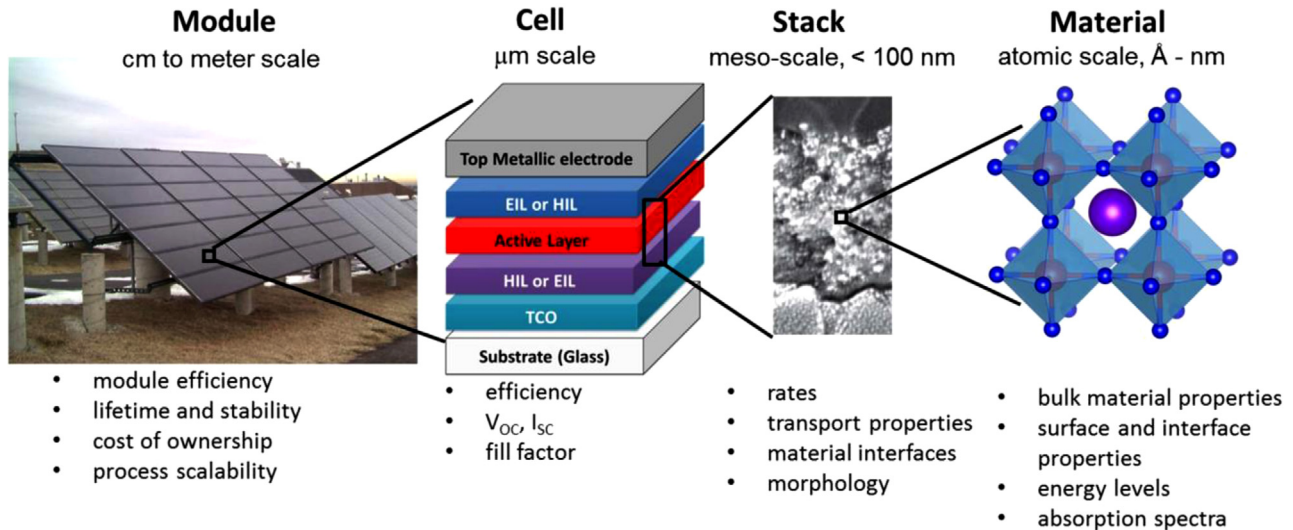 Module
cm to meter scale
Cell
μm scale
Stack
meso-scale, < 100 nm
Material
atomic scale, Å - nm
Top Metallic electrode
EIL or HIL
Active Layer
HIL or EIL
TCO
Substrate (Glass)
• module efficiency
• lifetime and stability
• cost of ownership
• process scalability
• efficiency
• VOC, ISC
• fill factor
• rates
• transport properties
• material interfaces
• morphology
• bulk material properties
• surface and interface
properties
• energy levels
• absorption spectra